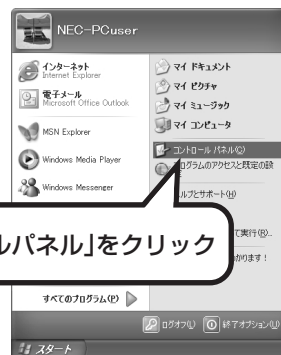 NEC-PCuser
インターネット
Internet Explorer
電子メール
Microsoft Office Outlook
MSN Explorer
Windows Media Player
Windows Messenger
すべてのプログラム(P)
マイ ドキュメント
マイ ピクチャ
マイ ミュージック
マイ コンピュータ
コントロール パネル(C)
ログラムのアクセスと既定の設
ルプとサポート(H)
て実行(R)...
ルパネル」をクリック
ログオフ(L)
終了オプション(U)
スタート